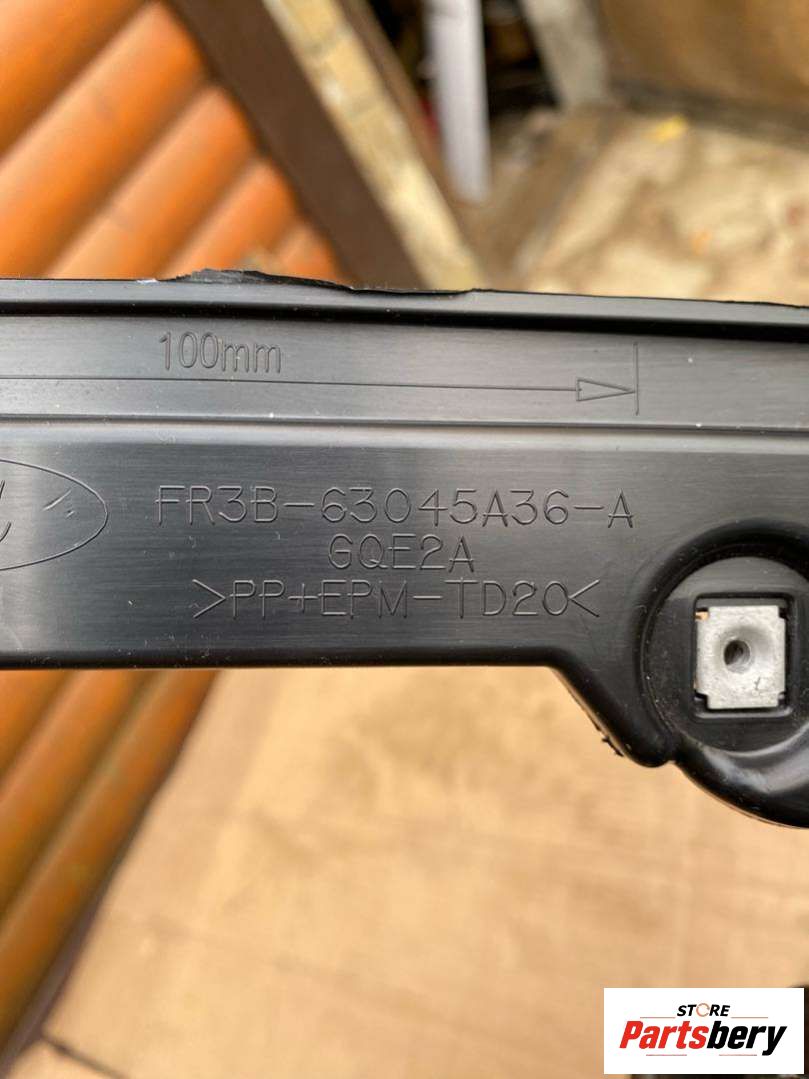 100mm
FR3B-63045A36-A
GQE2A
>PP+EPM-TD20<
STORE
Partsbery